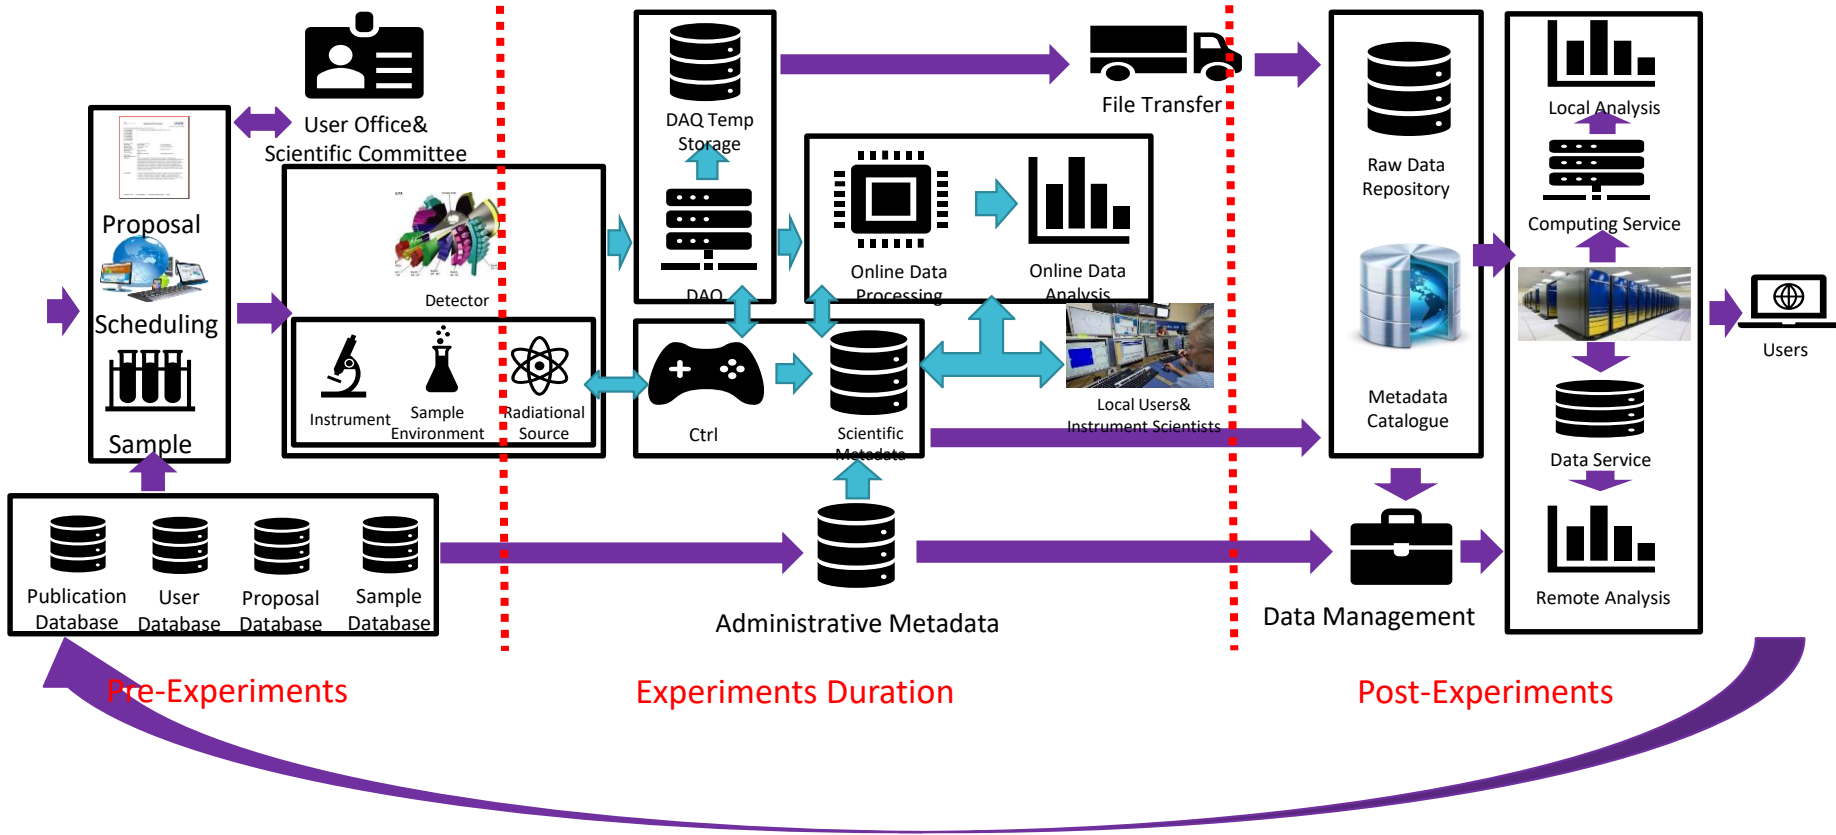 User Office&
Scientific Committee
Proposal
Scheduling
Sample
Detector
Instrument
Sample
Environment
Radiational
Source
Publication
Database
User
Database
Proposal
Database
Sample
Database
DAQ Temp
Storage
DAQ
Online Data
Processing
Online Data
Analysis
Ctrl
Scientific
Metadata
Local Users&
Instrument Scientists
File Transfer
Administrative Metadata
Raw Data
Repository
Metadata
Catalogue
Data Management
Local Analysis
Computing Service
Data Service
Remote Analysis
Users
Pre-Experiments
Experiments Duration
Post-Experiments